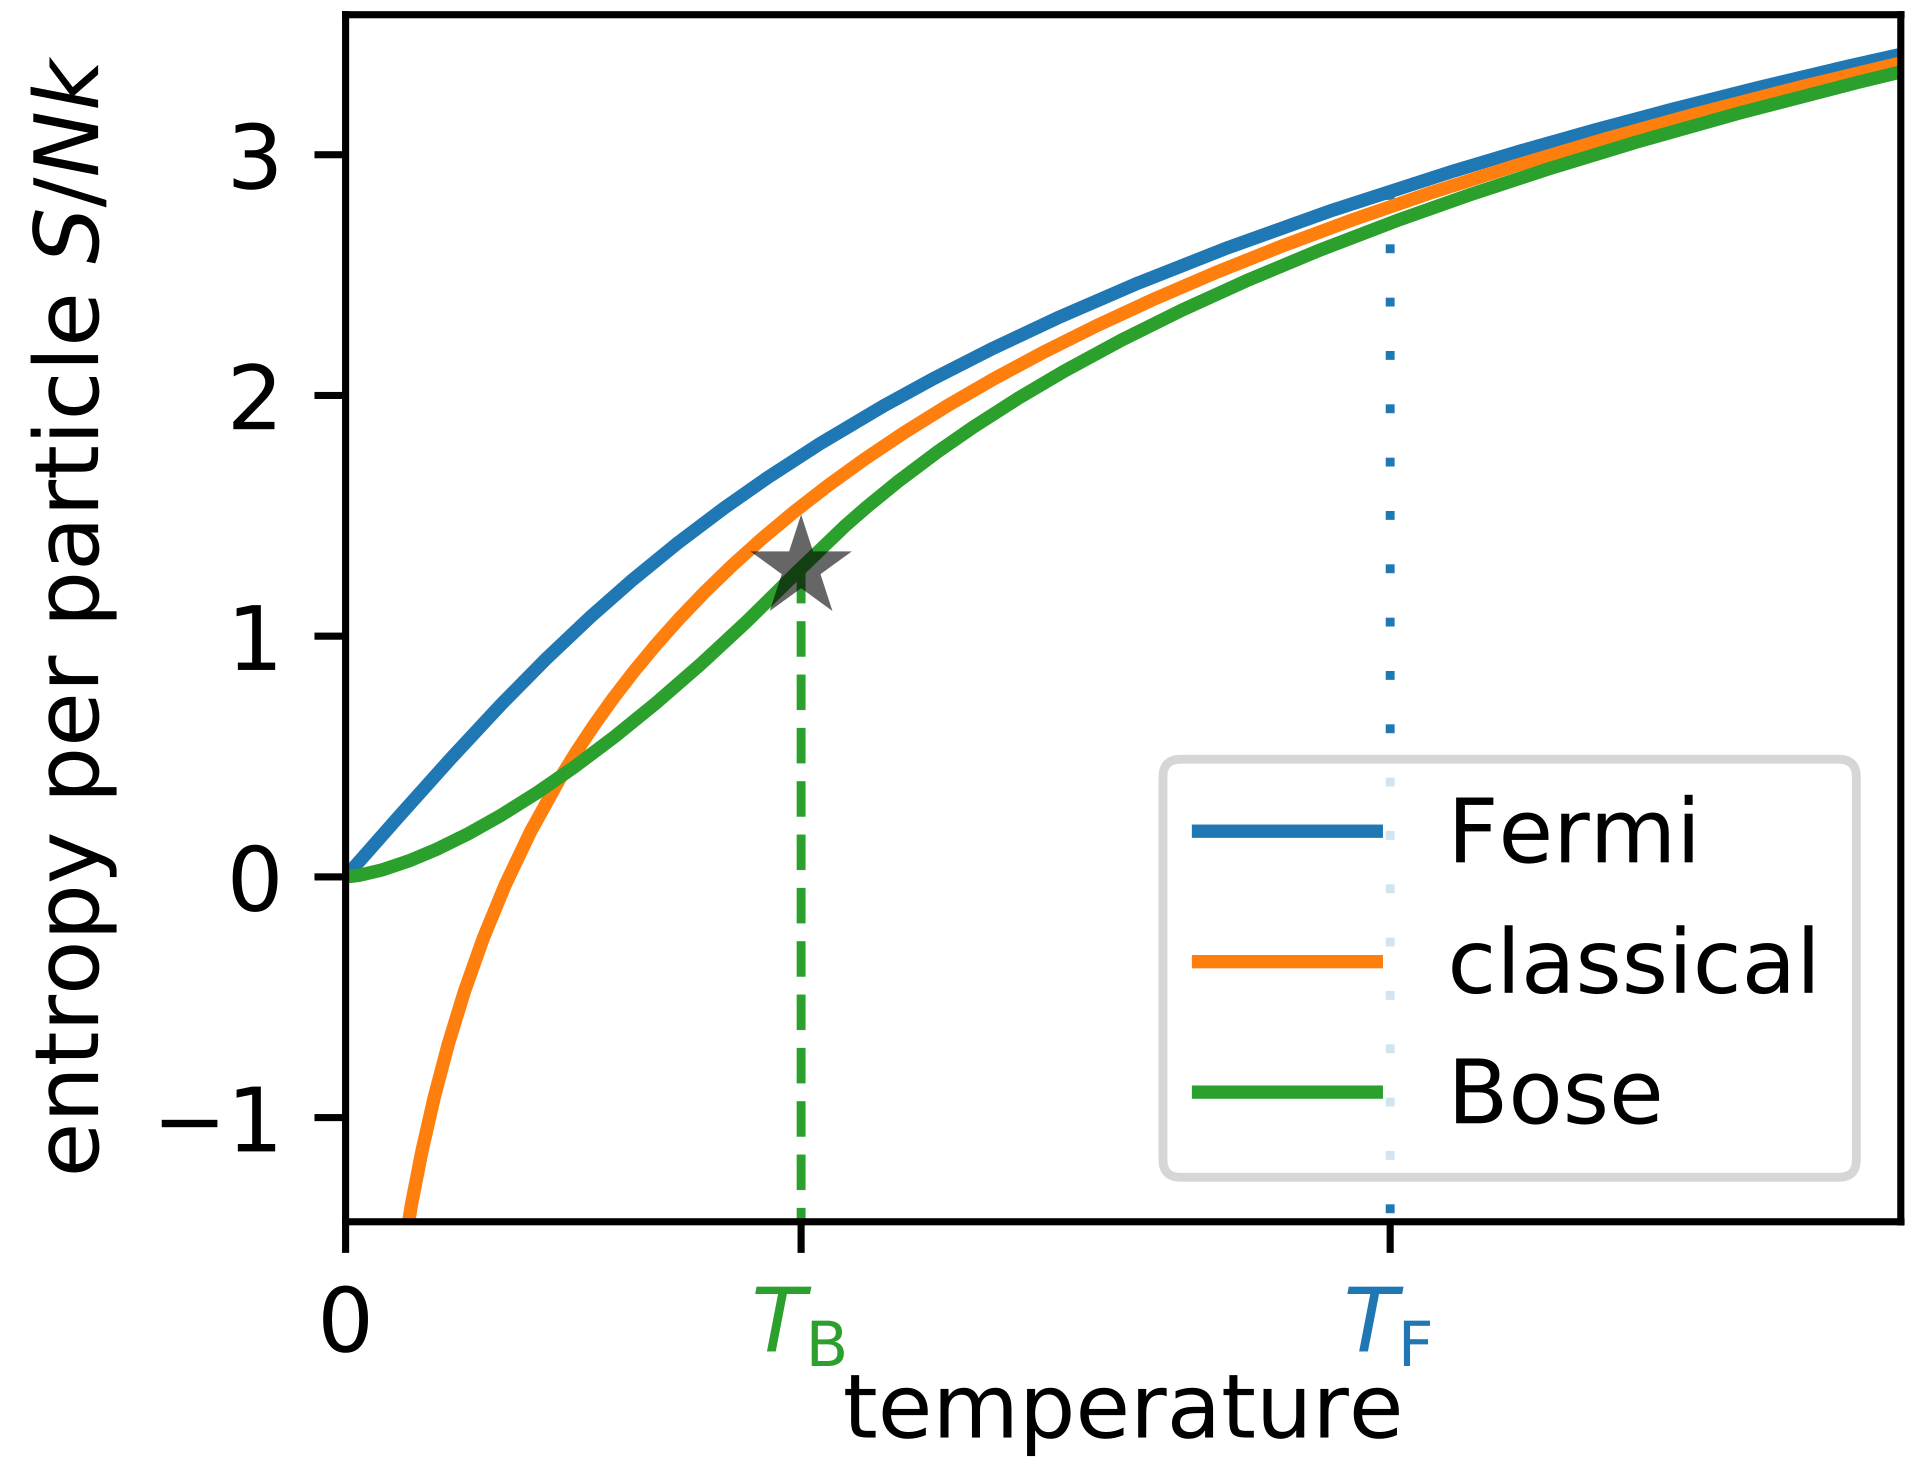 entropy per particle S/Nk
3
2
1
0
−1
Fermi
classical
Bose
0
T_B
T_F
temperature